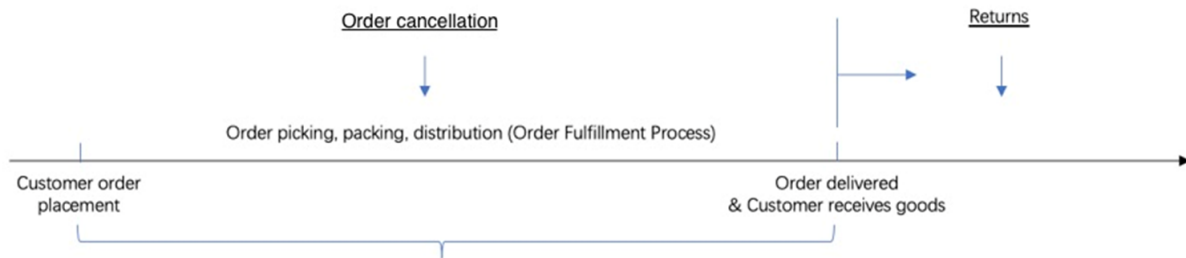 Order cancellation
Returns
Order picking, packing, distribution (Order Fulfillment Process)
Customer order
placement
Order delivered
& Customer receives goods